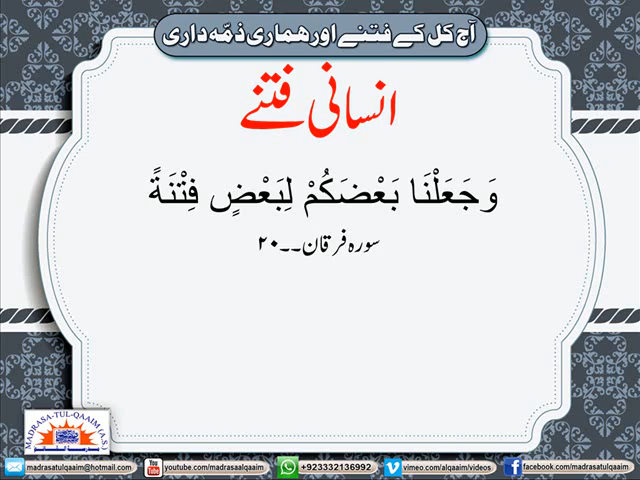 آج کل کے فتنے اور ہماری ذمّہ داری
انسانی فتنے
وَجَعَلْنَا بَعْضَكُمْ لِبَعْضٍ فِتْنَةً
سورہ فرقان۔۔۲۰
MADRASA-TUL-QAAIM (A.S)
madrasatulqaaim@hotmail.com
youtube.com/madrasaalqaaim
+923332136992
vimeo.com/alqaaim/videos
facebook.com/madrasatulqaaim